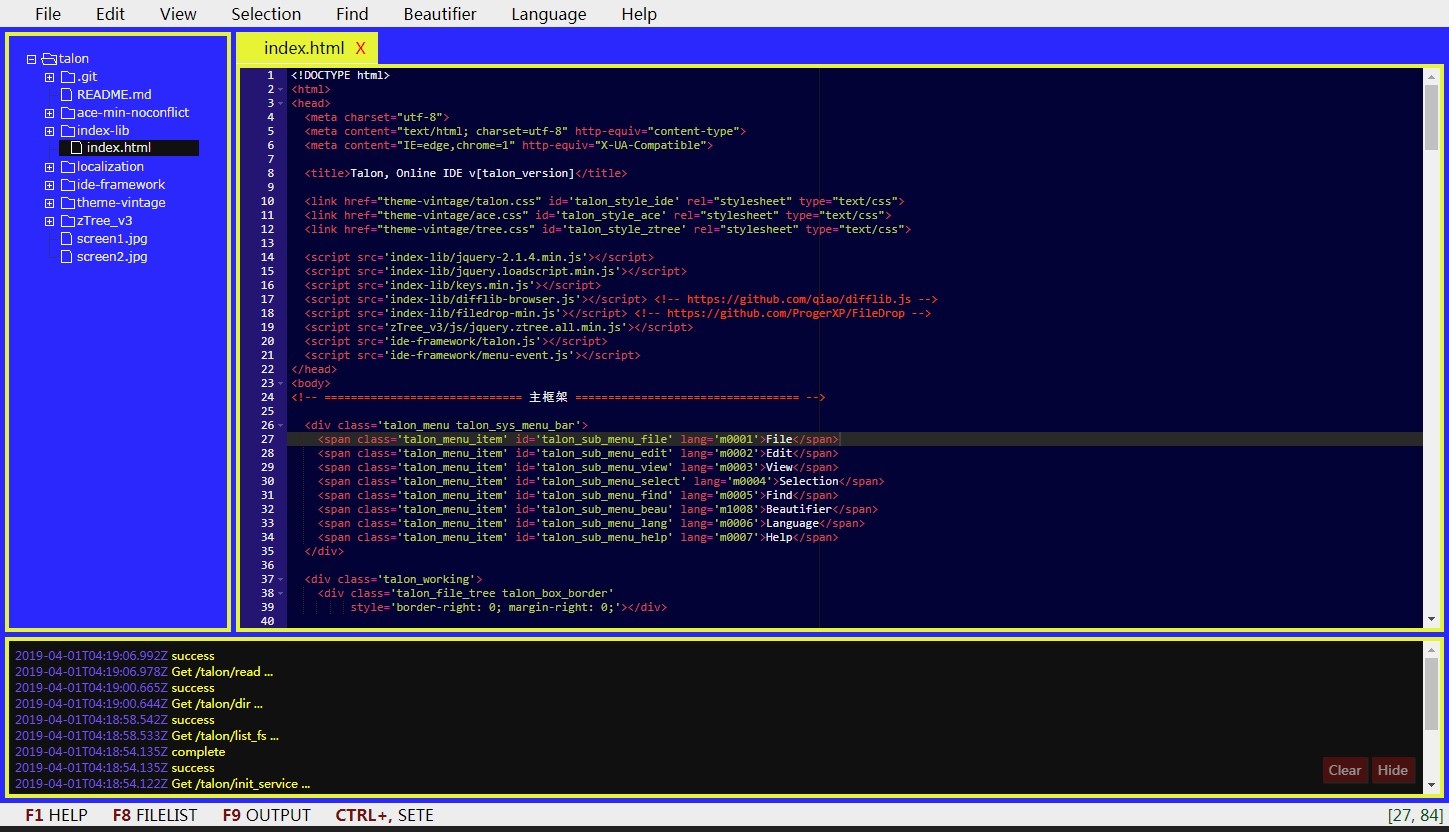 File Edit View Selection Find Beautifier Language Help
talon
.git
README.md
ace-min-noconflict
index-lib
index.html
localization
ide-framework
theme-vintage
zTree_v3
screen1.jpg
screen2.jpg
index.html X
1 <!DOCTYPE html>
2 <html>
3 <head>
4 <meta charset="utf-8">
5 <meta content="text/html; charset=utf-8" http-equiv="content-type">
6 <meta content="IE=edge,chrome=1" http-equiv="X-UA-Compatible">
7
8 <title>Talon, Online IDE v[talon_version]</title>
9
10 <link href="theme-vintage/talon.css" id='talon_style_ide' rel="stylesheet" type="text/css">
11 <link href="theme-vintage/ace.css" id='talon_style_ace' rel="stylesheet" type="text/css">
12 <link href="theme-vintage/tree.css" id='talon_style_ztree' rel="stylesheet" type="text/css">
13
14 <script src='index-lib/jquery-2.1.4.min.js'></script>
15 <script src='index-lib/jquery.loadscript.min.js'></script>
16 <script src='index-lib/keys.min.js'></script>
17 <script src='index-lib/difflib-browser.js'></script> <!-- https://github.com/qiao/difflib.js -->
18 <script src='index-lib/filedrop-min.js'></script> <!-- https://github.com/ProgerXP/FileDrop -->
19 <script src='zTree_v3/js/jquery.ztree.all.min.js'></script>
20 <script src='ide-framework/talon.js'></script>
21 <script src='ide-framework/menu-event.js'></script>
22 </head>
23 <body>
24 <!-- ============================== 主框架 ================================== -->
25
26 <div class='talon_menu talon_sys_menu_bar'>
27 <span class='talon_menu_item' id='talon_sub_menu_file' lang='m0001'>File</span>
28 <span class='talon_menu_item' id='talon_sub_menu_edit' lang='m0002'>Edit</span>
29 <span class='talon_menu_item' id='talon_sub_menu_view' lang='m0003'>View</span>
30 <span class='talon_menu_item' id='talon_sub_menu_select' lang='m0004'>Selection</span>
31 <span class='talon_menu_item' id='talon_sub_menu_find' lang='m0005'>Find</span>
32 <span class='talon_menu_item' id='talon_sub_menu_beau' lang='m1008'>Beautifier</span>
33 <span class='talon_menu_item' id='talon_sub_menu_lang' lang='m0006'>Language</span>
34 <span class='talon_menu_item' id='talon_sub_menu_help' lang='m0007'>Help</span>
35 </div>
36
37 <div class='talon_working'>
38 <div class='talon_file_tree talon_box_border'
39 style='border-right: 0; margin-right: 0;'></div>
40
2019-04-01T04:19:06.992Z success
2019-04-01T04:19:06.978Z Get /talon/read ...
2019-04-01T04:19:00.665Z success
2019-04-01T04:19:00.644Z Get /talon/dir ...
2019-04-01T04:18:58.542Z success
2019-04-01T04:18:58.533Z Get /talon/list_fs ...
2019-04-01T04:18:54.135Z complete
2019-04-01T04:18:54.135Z success
2019-04-01T04:18:54.122Z Get /talon/init_service ...
Clear Hide
F1 HELP F8 FILELIST F9 OUTPUT CTRL+, SETE [27, 84]